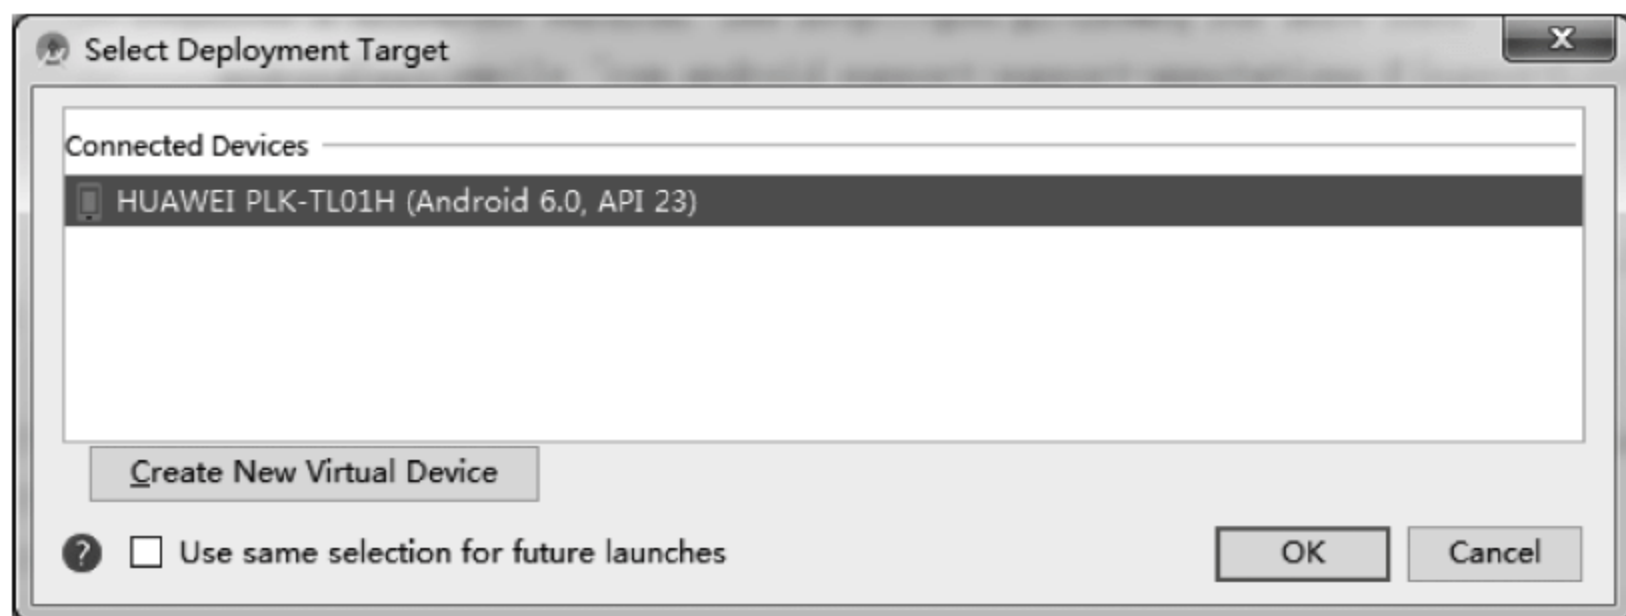 Select Deployment Target
Connected Devices
HUAWEI PLK-TL01H (Android 6.0, API 23)
Create New Virtual Device
? Use same selection for future launches
OK
Cancel